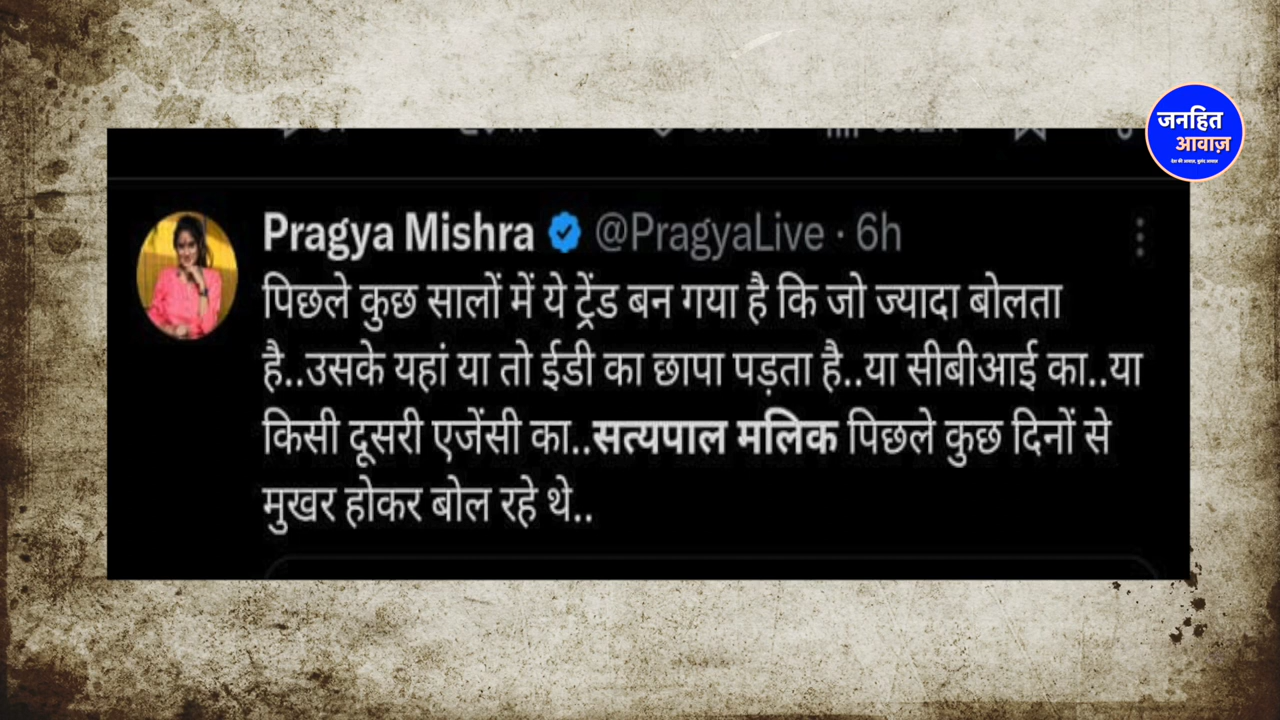 जनहित
आवाज़
Pragya Mishra @PragyaLive · 6h
पिछले कुछ सालों में ये ट्रेंड बन गया है कि जो ज्यादा बोलता
है..उसके यहां या तो ईडी का छापा पड़ता है..या सीबीआई का..या
किसी दूसरी एजेंसी का..सत्यपाल मलिक पिछले कुछ दिनों से
मुखर होकर बोल रहे थे..